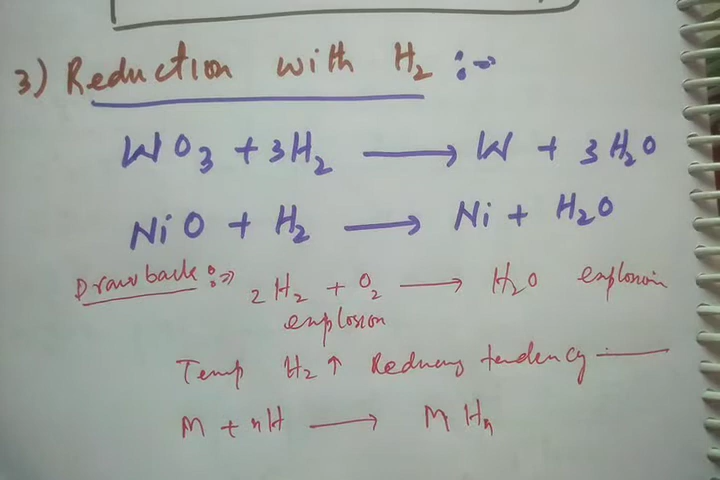 3) Reduction with H₂ :-
WO₃ + 3H₂ ⟶ W + 3H₂O
NiO + H₂ ⟶ Ni + H₂O
Drawback :⇒ 2H₂ + O₂ ⟶ H₂O explosion
explosion
Temp H₂ ↑ Reducing tendency —
M + nH ⟶ MHₙ